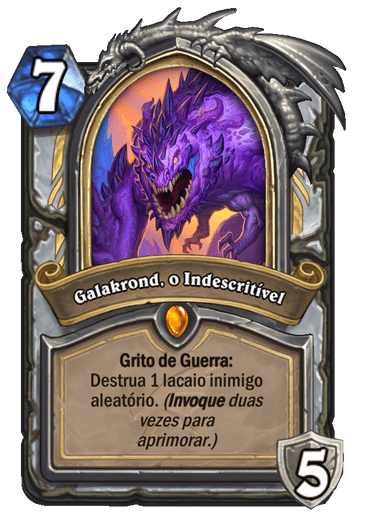 7
Galakrond, o Indescritível
Grito de Guerra:
Destrua 1 lacaio inimigo
aleatório. (Invoque duas
vezes para
aprimorar.)
5